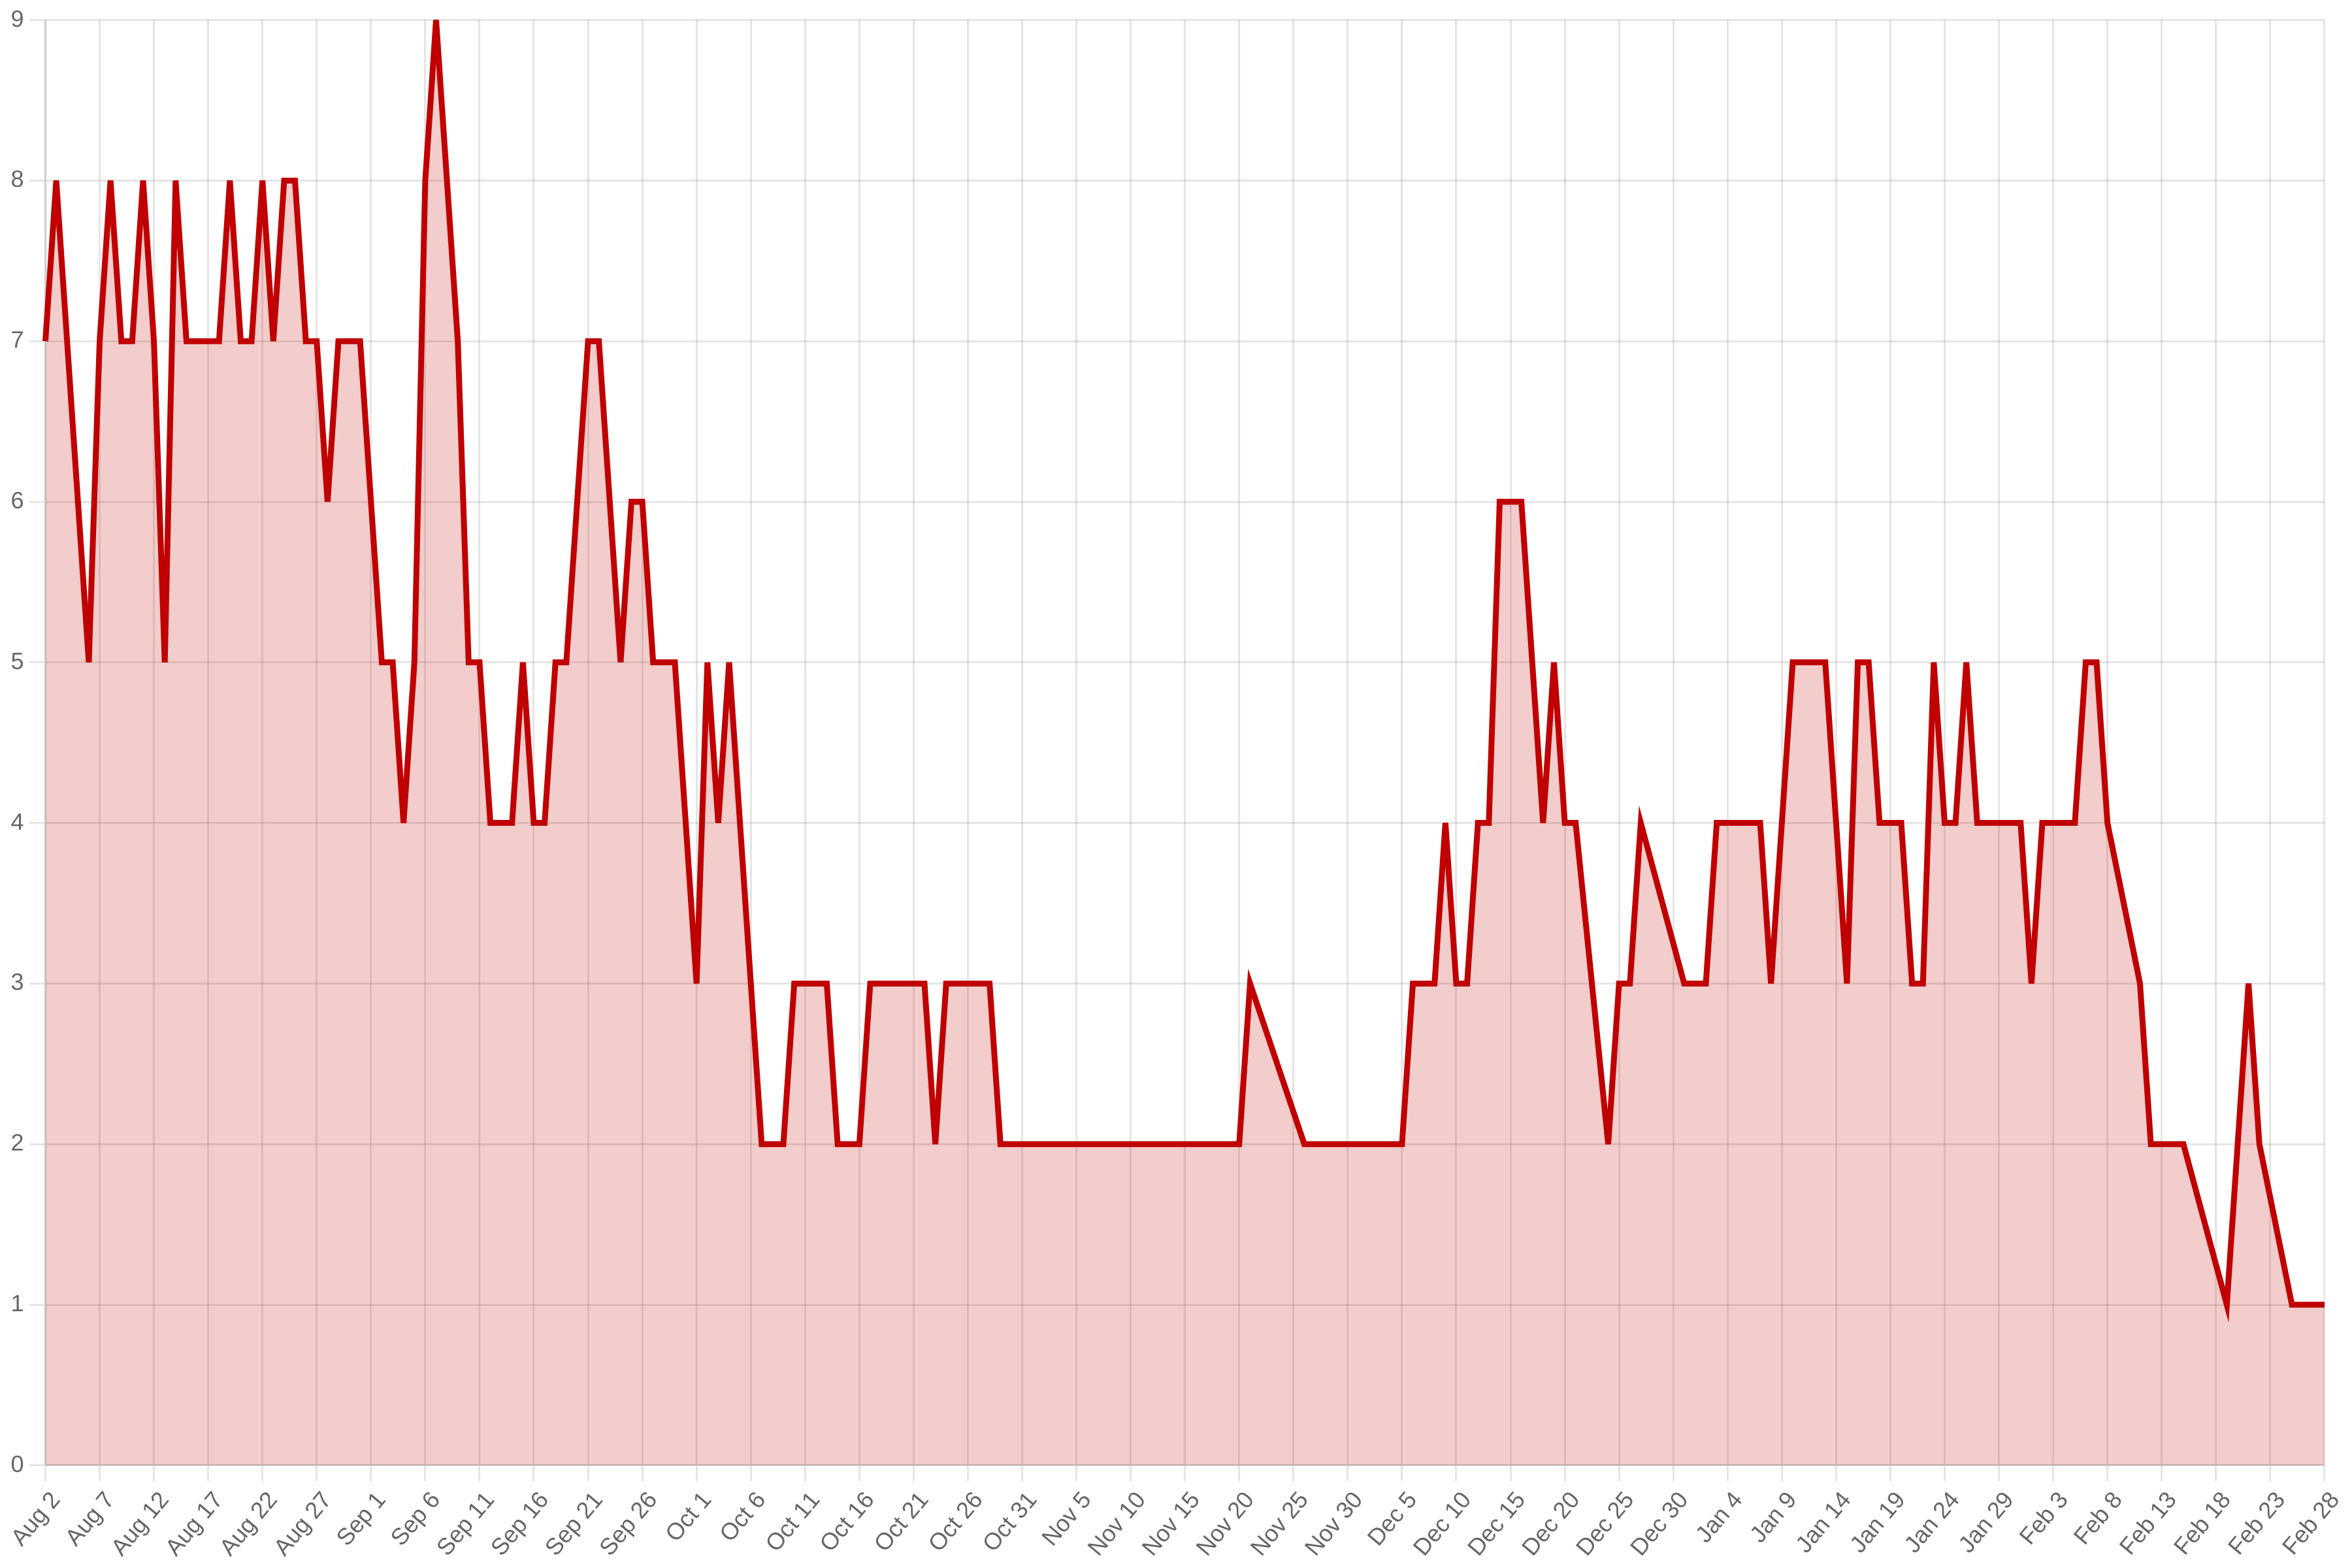 9
8
7
6
5
4
3
2
1
0
Aug 2
Aug 7
Aug 12
Aug 17
Aug 22
Aug 27
Sep 1
Sep 6
Sep 11
Sep 16
Sep 21
Sep 26
Oct 1
Oct 6
Oct 11
Oct 16
Oct 21
Oct 26
Oct 31
Nov 5
Nov 10
Nov 15
Nov 20
Nov 25
Nov 30
Dec 5
Dec 10
Dec 15
Dec 20
Dec 25
Dec 30
Jan 4
Jan 9
Jan 14
Jan 19
Jan 24
Jan 29
Feb 3
Feb 8
Feb 13
Feb 18
Feb 23
Feb 28